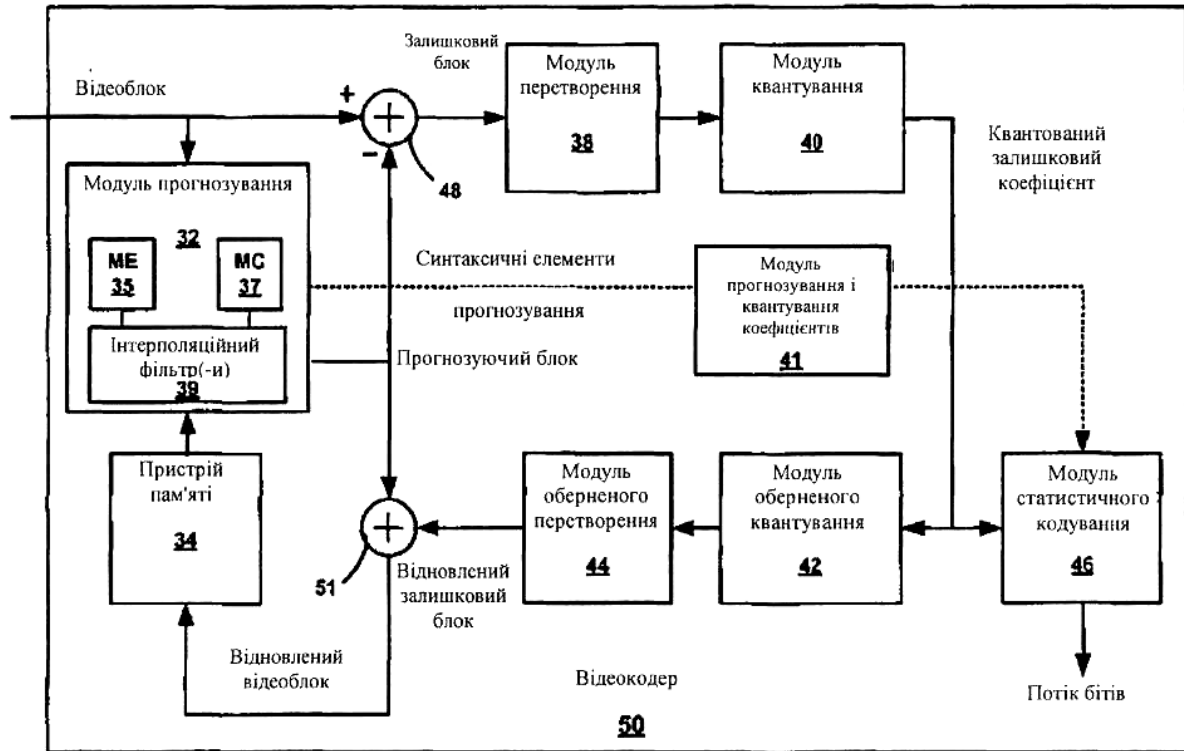 Відеоблок
+
−
48
Залишковий
блок
Модуль
перетворення
38
Модуль
квантування
40
Квантований
залишковий
коефіцієнт
Модуль прогнозування
32
ME
35
MC
37
Інтерполяційний
фільтр(-и)
39
Синтаксичні елементи
прогнозування
Прогнозуючий блок
Модуль
прогнозування і
квантування
коефіцієнтів
41
Пристрій
пам'яті
34
51
Відновлений
залишковий
блок
Модуль
оберненого
перетворення
44
Модуль
оберненого
квантування
42
Модуль
статистичного
кодування
46
Відновлений
відеоблок
Відеокодер
50
Потік бітів